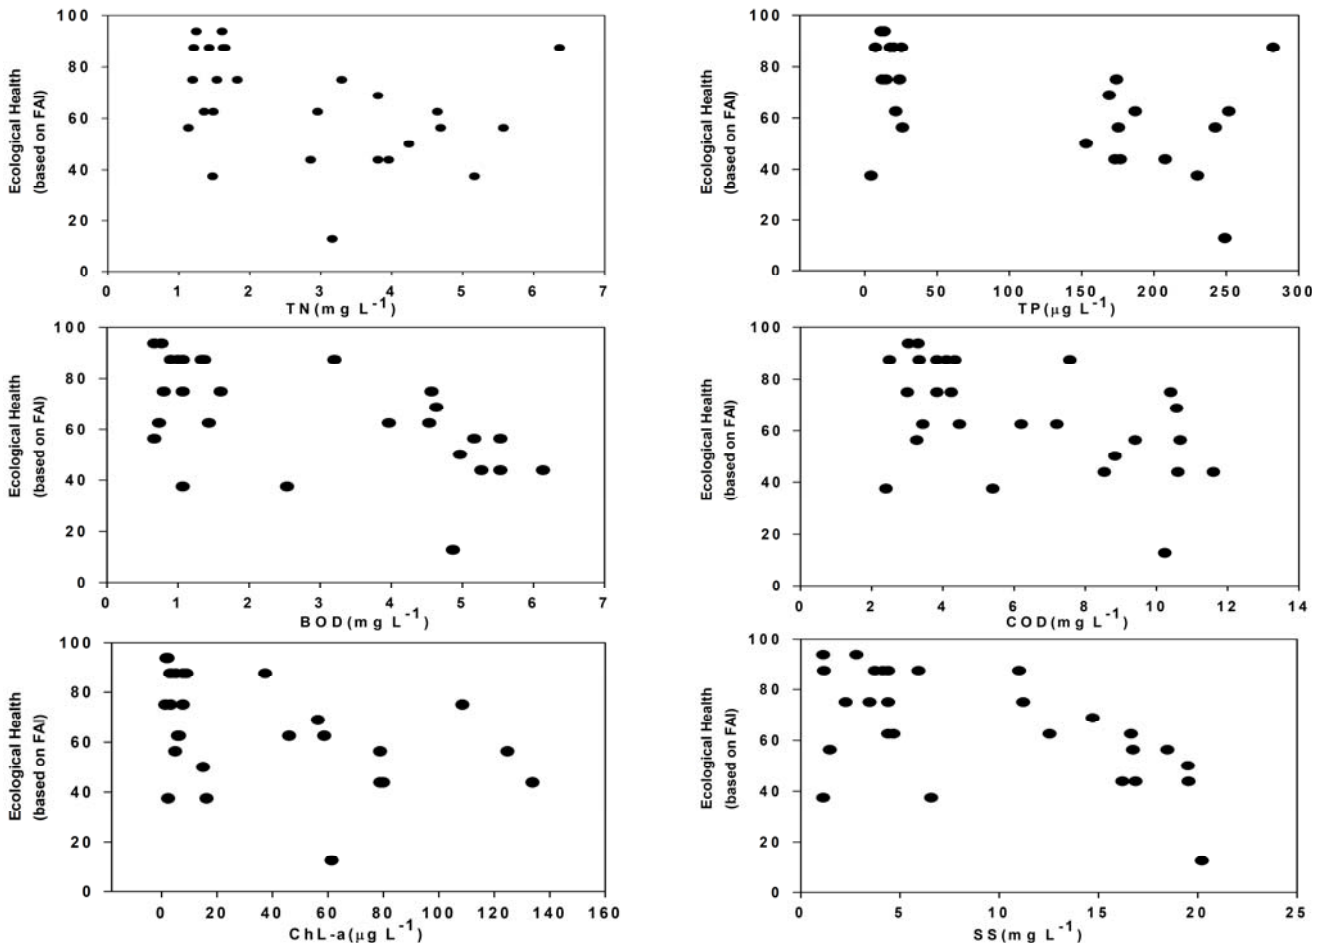 100
80
60
40
20
0
Ecological Health
(based on FAI)
0 1 2 3 4 5 6 7
TN(mg L-1)
100
80
60
40
20
0
Ecological Health
(based on FAI)
0 50 100 150 200 250 300
TP(µg L-1)
100
80
60
40
20
0
Ecological Health
(based on FAI)
0 1 2 3 4 5 6 7
BOD(mg L-1)
100
80
60
40
20
0
Ecological Health
(based on FAI)
0 2 4 6 8 10 12 14
COD(mg L-1)
100
80
60
40
20
0
Ecological Health
(based on FAI)
0 20 40 60 80 100 120 140 160
ChL-a(µg L-1)
100
80
60
40
20
0
Ecological Health
(based on FAI)
0 5 10 15 20 25
SS(mg L-1)